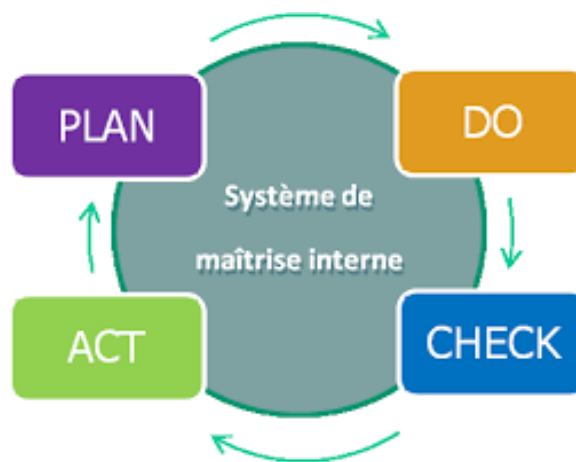 PLAN
DO
Système de
maîtrise interne
ACT
CHECK